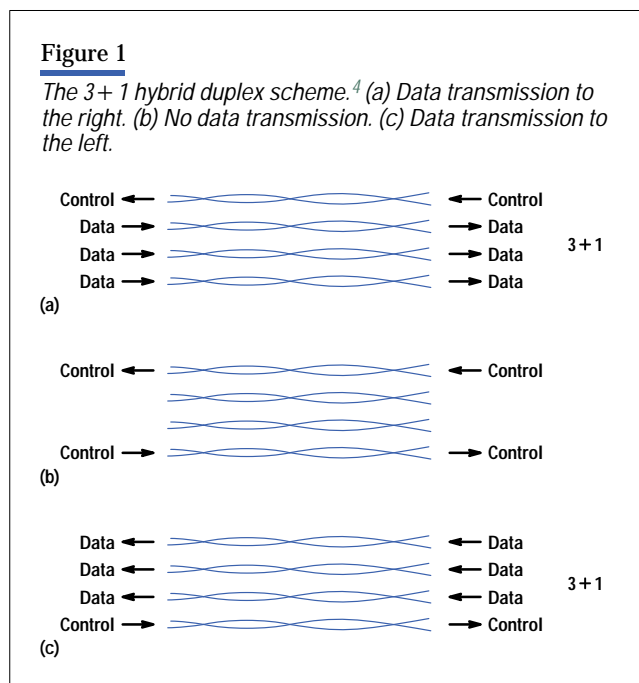 Figure 1
The 3+1 hybrid duplex scheme.4 (a) Data transmission to
the right. (b) No data transmission. (c) Data transmission to
the left.
Control Control
Data Data
Data Data 3+1
Data Data
(a)
Control Control
Control Control
(b)
Data Data
Data Data
Data Data 3+1
Control Control
(c)